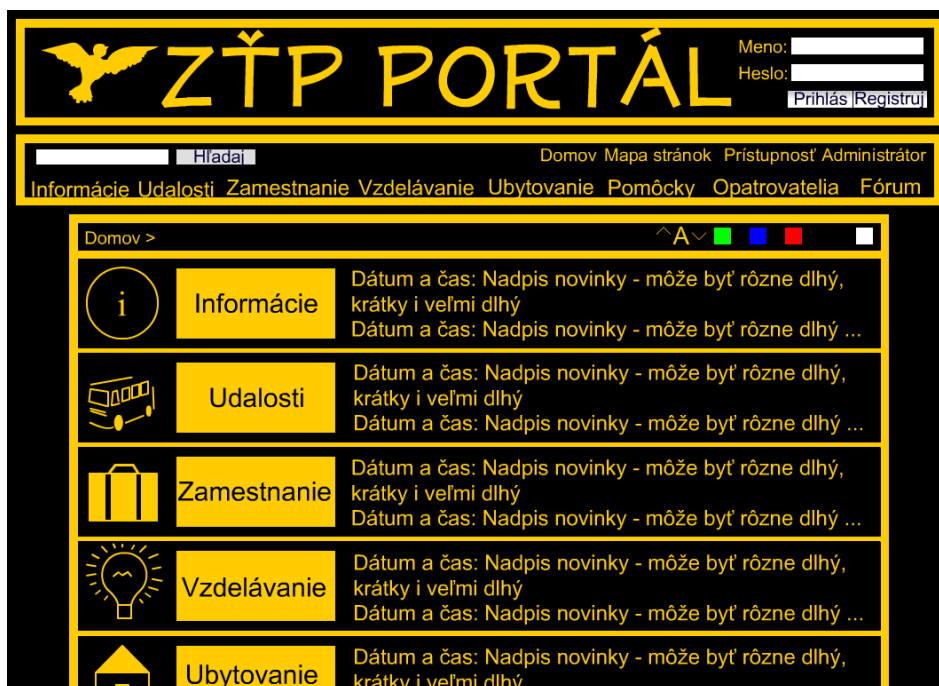 ZŤP PORTÁL
Meno:
Heslo:
Prihlás Registruj
Hľadaj
Domov Mapa stránok Prístupnosť Administrátor
Informácie Udalosti Zamestnanie Vzdelávanie Ubytovanie Pomôcky Opatrovatelia Fórum
Domov > A
i
Informácie
Dátum a čas: Nadpis novinky - môže byť rôzne dlhý,
krátky i veľmi dlhý
Dátum a čas: Nadpis novinky - môže byť rôzne dlhý ...
Udalosti
Dátum a čas: Nadpis novinky - môže byť rôzne dlhý,
krátky i veľmi dlhý
Dátum a čas: Nadpis novinky - môže byť rôzne dlhý ...
Zamestnanie
Dátum a čas: Nadpis novinky - môže byť rôzne dlhý,
krátky i veľmi dlhý
Dátum a čas: Nadpis novinky - môže byť rôzne dlhý ...
Vzdelávanie
Dátum a čas: Nadpis novinky - môže byť rôzne dlhý,
krátky i veľmi dlhý
Dátum a čas: Nadpis novinky - môže byť rôzne dlhý ...
Ubytovanie
Dátum a čas: Nadpis novinky - môže byť rôzne dlhý,
krátky i veľmi dlhý